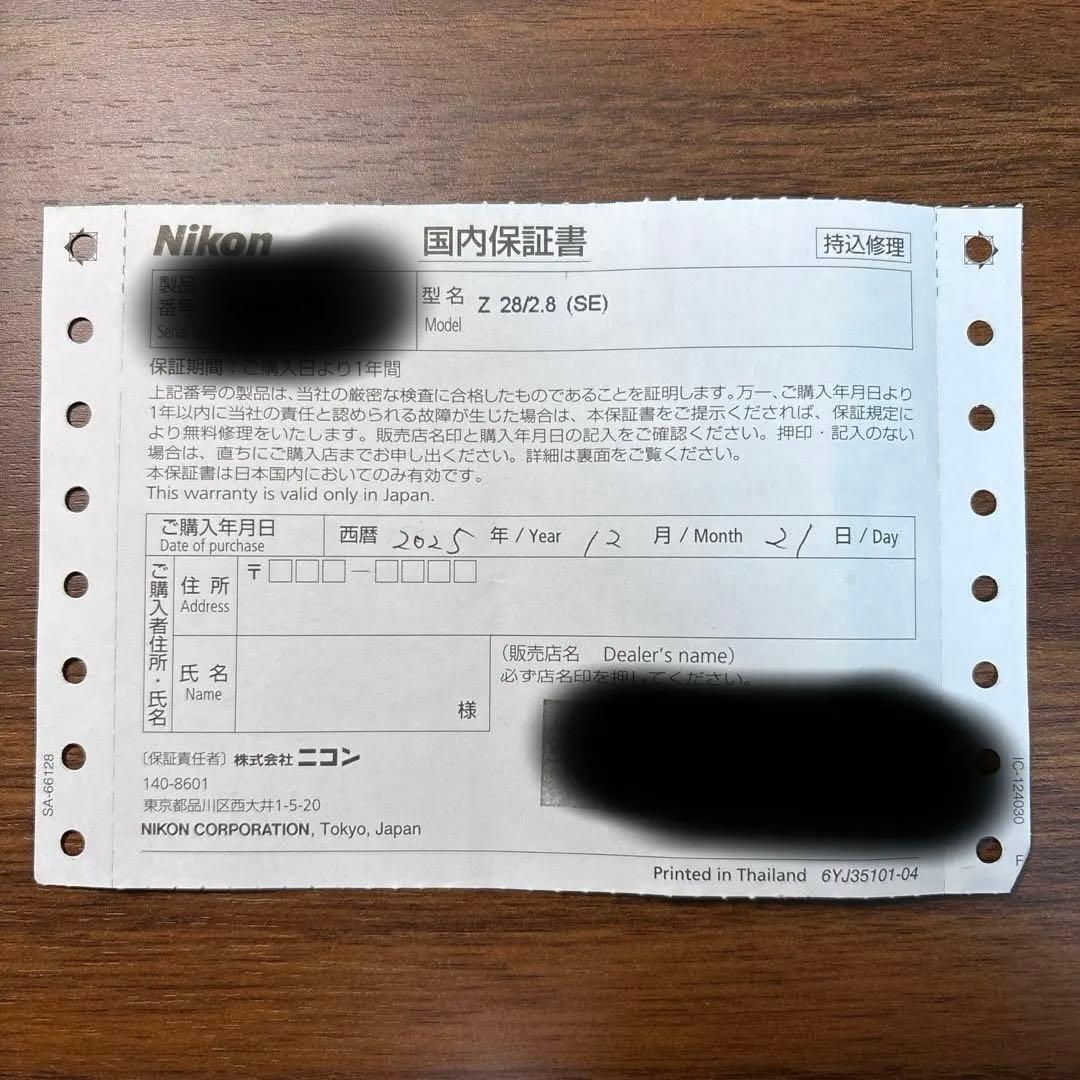 Nikon
国内保証書
持込修理
製品
番号
Serial No
型名 Z 28/2.8 (SE)
Model
保証期間：ご購入日より1年間
上記番号の製品は、当社の厳密な検査に合格したものであることを証明します。万一、ご購入年月日より
1年以内に当社の責任と認められる故障が生じた場合は、本保証書をご提示くだされば、保証規定に
より無料修理をいたします。販売店名印と購入年月日の記入をご確認ください。押印・記入のない
場合は、直ちにご購入店までお申し出ください。詳細は裏面をご覧ください。
本保証書は日本国内においてのみ有効です。
This warranty is valid only in Japan.
ご購入年月日
Date of purchase
西暦 2025 年 / Year 12 月 / Month 21 日 / Day
ご購入者住所・氏名
住所
Address
〒□□□-□□□□
氏名
Name
様
(販売店名 Dealer's name)
必ず店名印を押してください。
〔保証責任者〕株式会社 ニコン
140-8601
東京都品川区西大井1-5-20
NIKON CORPORATION, Tokyo, Japan
Printed in Thailand 6YJ35101-04
SA-66128
IC-124030
F